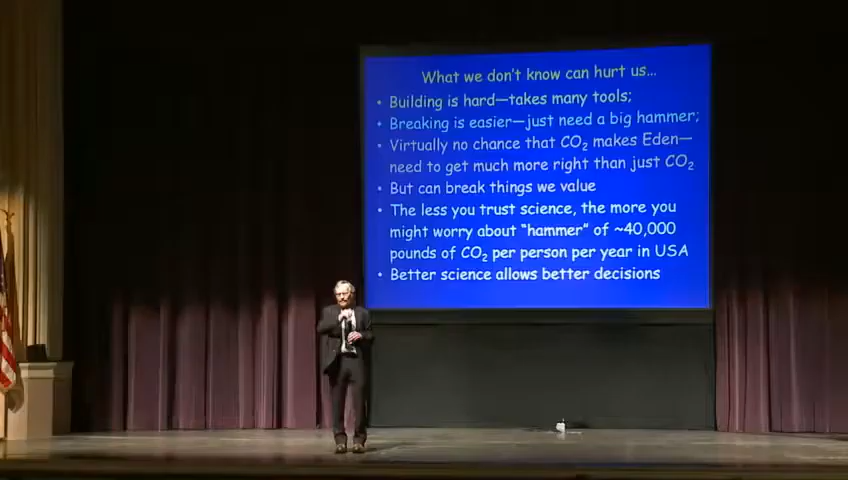 What we don't know can hurt us...
• Building is hard—takes many tools;
• Breaking is easier—just need a big hammer;
• Virtually no chance that CO₂ makes Eden—
need to get much more right than just CO₂
• But can break things we value
• The less you trust science, the more you
might worry about "hammer" of ~40,000
pounds of CO₂ per person per year in USA
• Better science allows better decisions